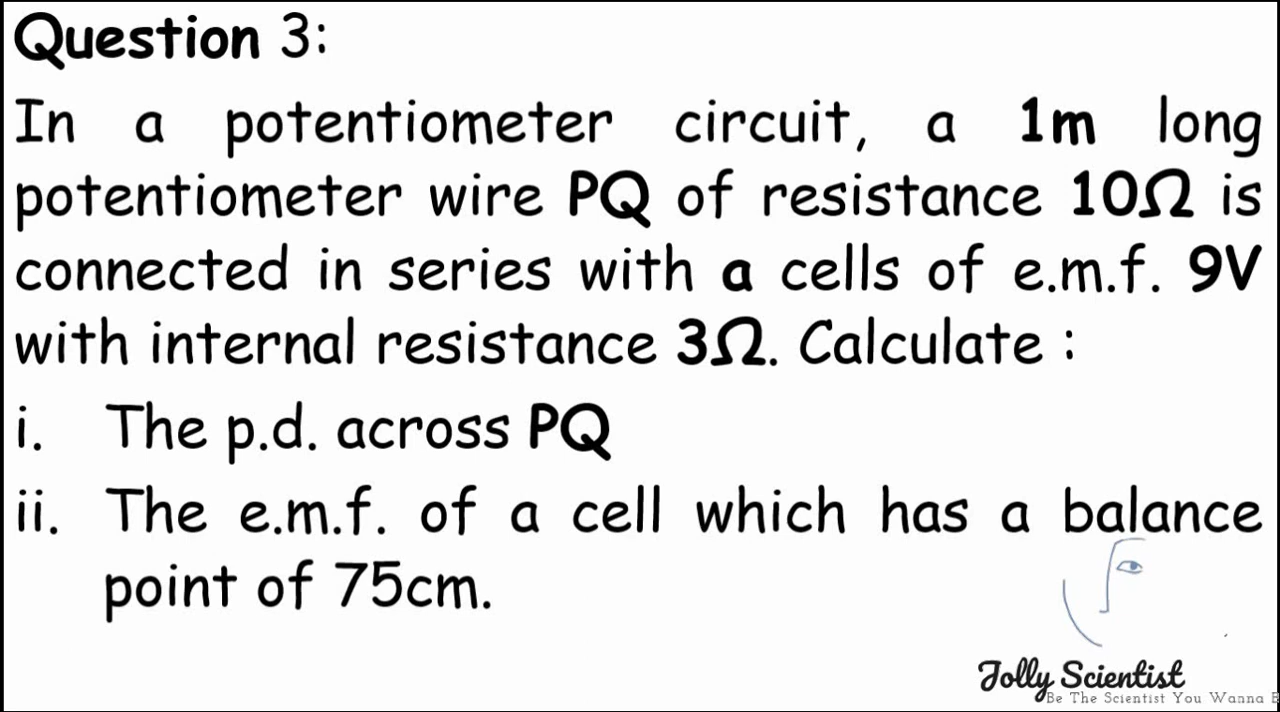 Question 3:
In a potentiometer circuit, a 1m long
potentiometer wire PQ of resistance 10Ω is
connected in series with a cells of e.m.f. 9V
with internal resistance 3Ω. Calculate :
i. The p.d. across PQ
ii. The e.m.f. of a cell which has a balance
point of 75cm.
Jolly Scientist
Be The Scientist You Wanna